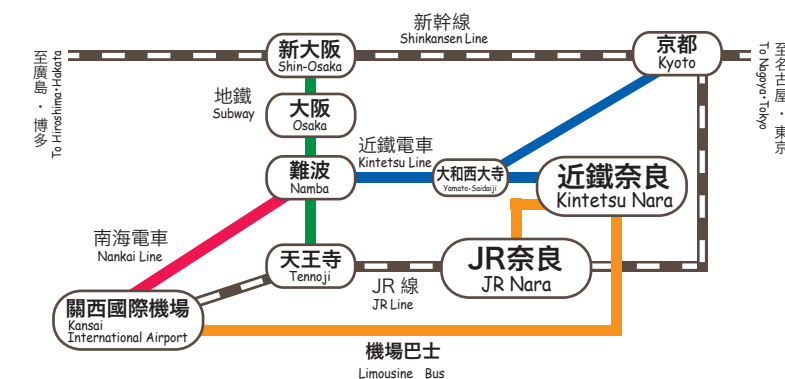 新幹線
Shinkansen Line
新大阪
Shin-Osaka
京都
Kyoto
至廣島・博多
To Hiroshima・Hakata
至名古屋・東京
To Nagoya・Tokyo
地鐵
Subway
大阪
Osaka
近鐵電車
Kintetsu Line
難波
Namba
大和西大寺
Yamato-Saidaiji
近鐵奈良
Kintetsu Nara
南海電車
Nankai Line
天王寺
Tennoji
JR奈良
JR Nara
JR 線
JR Line
關西國際機場
Kansai
International Airport
機場巴士
Limousine Bus